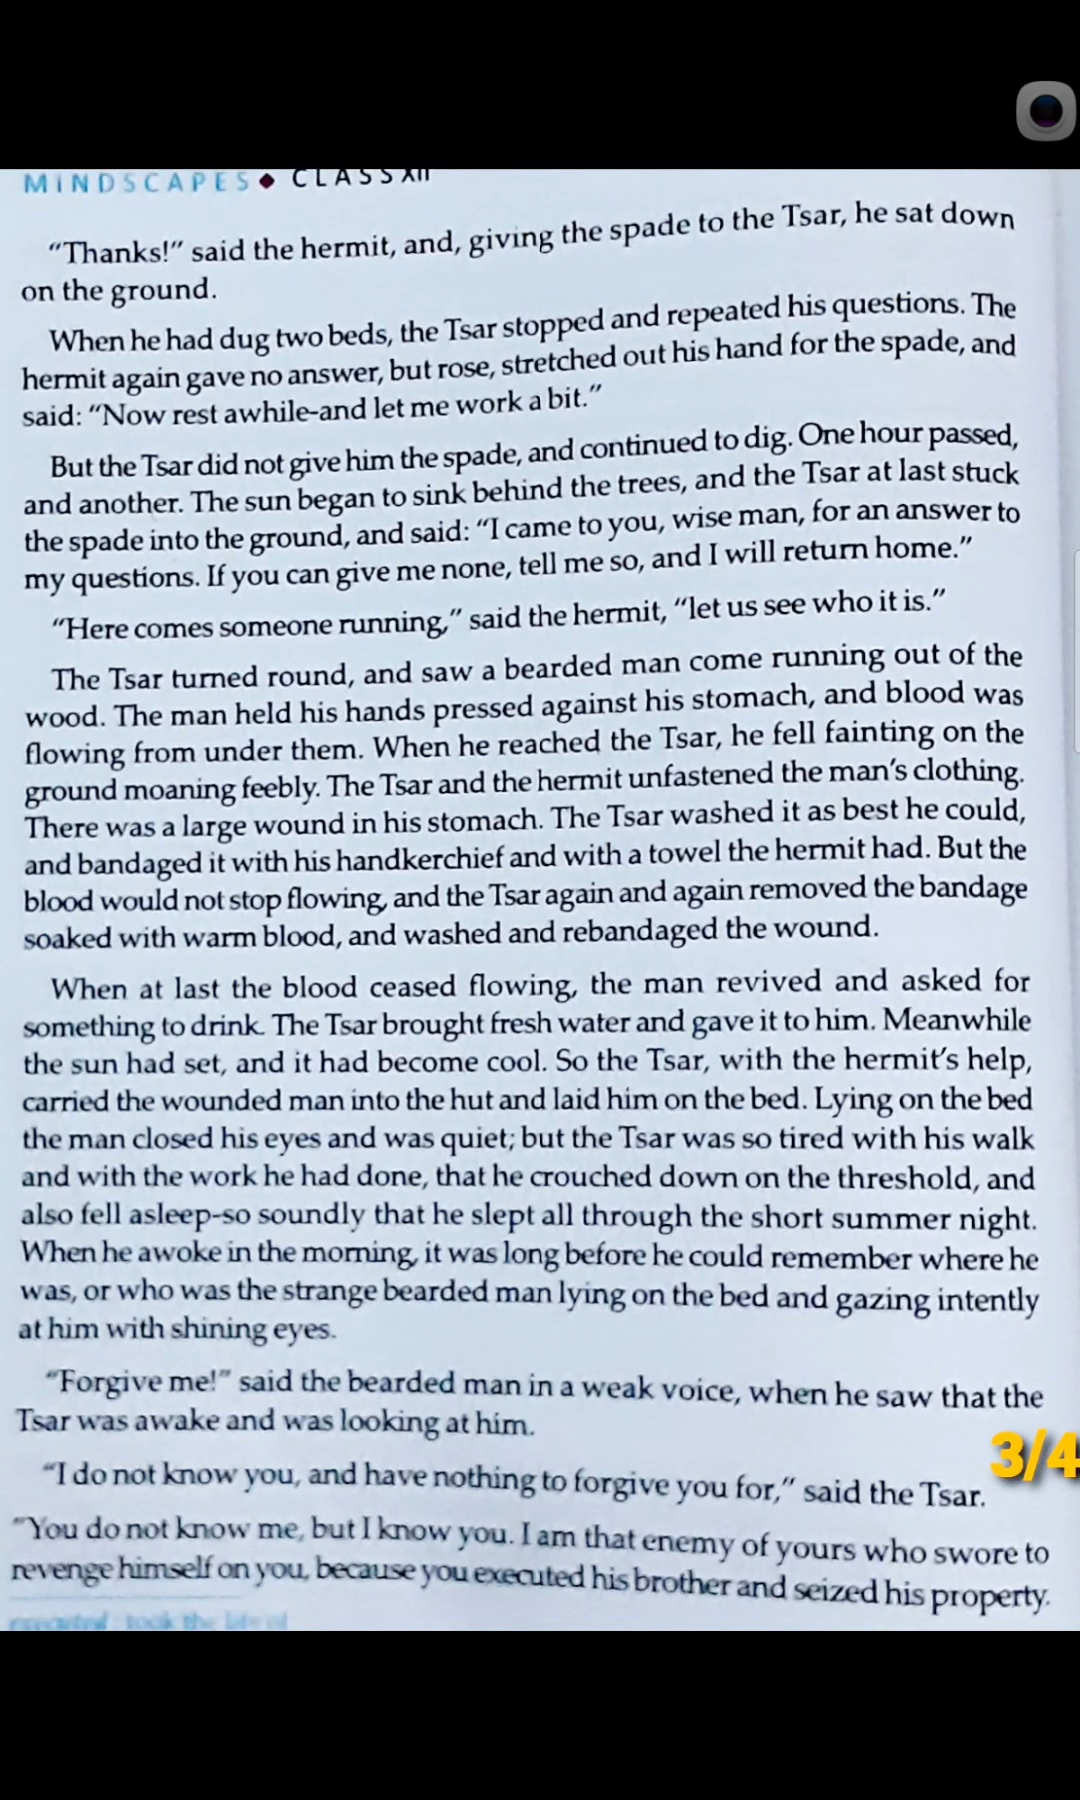 MINDSCAPES◆ CLASS XII
“Thanks!” said the hermit, and, giving the spade to the Tsar, he sat down
on the ground.
When he had dug two beds, the Tsar stopped and repeated his questions. The
hermit again gave no answer, but rose, stretched out his hand for the spade, and
said: “Now rest awhile-and let me work a bit.”
But the Tsar did not give him the spade, and continued to dig. One hour passed,
and another. The sun began to sink behind the trees, and the Tsar at last stuck
the spade into the ground, and said: “I came to you, wise man, for an answer to
my questions. If you can give me none, tell me so, and I will return home.”
“Here comes someone running,” said the hermit, “let us see who it is.”
The Tsar turned round, and saw a bearded man come running out of the
wood. The man held his hands pressed against his stomach, and blood was
flowing from under them. When he reached the Tsar, he fell fainting on the
ground moaning feebly. The Tsar and the hermit unfastened the man’s clothing.
There was a large wound in his stomach. The Tsar washed it as best he could,
and bandaged it with his handkerchief and with a towel the hermit had. But the
blood would not stop flowing, and the Tsar again and again removed the bandage
soaked with warm blood, and washed and rebandaged the wound.
When at last the blood ceased flowing, the man revived and asked for
something to drink. The Tsar brought fresh water and gave it to him. Meanwhile
the sun had set, and it had become cool. So the Tsar, with the hermit’s help,
carried the wounded man into the hut and laid him on the bed. Lying on the bed
the man closed his eyes and was quiet; but the Tsar was so tired with his walk
and with the work he had done, that he crouched down on the threshold, and
also fell asleep-so soundly that he slept all through the short summer night.
When he awoke in the morning, it was long before he could remember where he
was, or who was the strange bearded man lying on the bed and gazing intently
at him with shining eyes.
“Forgive me!” said the bearded man in a weak voice, when he saw that the
Tsar was awake and was looking at him.
3/4
“I do not know you, and have nothing to forgive you for,” said the Tsar.
“You do not know me, but I know you. I am that enemy of yours who swore to
revenge himself on you, because you executed his brother and seized his property.
executed : took the life of